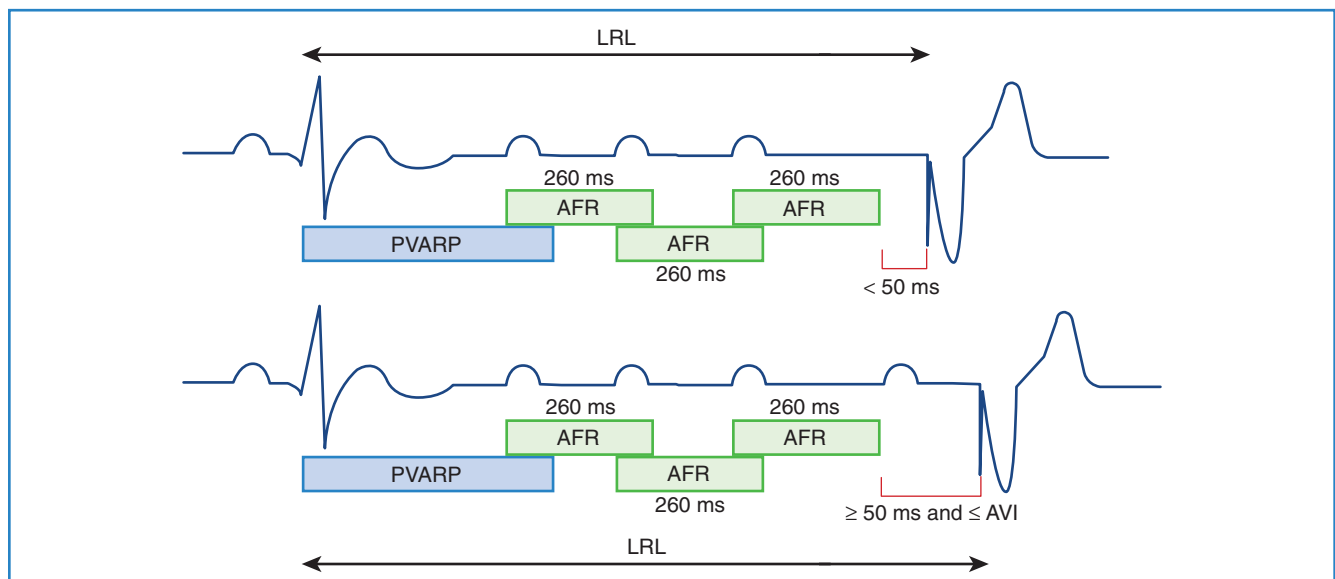 LRL
260 ms 260 ms
AFR AFR
PVARP AFR
260 ms
< 50 ms
260 ms 260 ms
AFR AFR
PVARP AFR
260 ms
≥ 50 ms and ≤ AVI
LRL